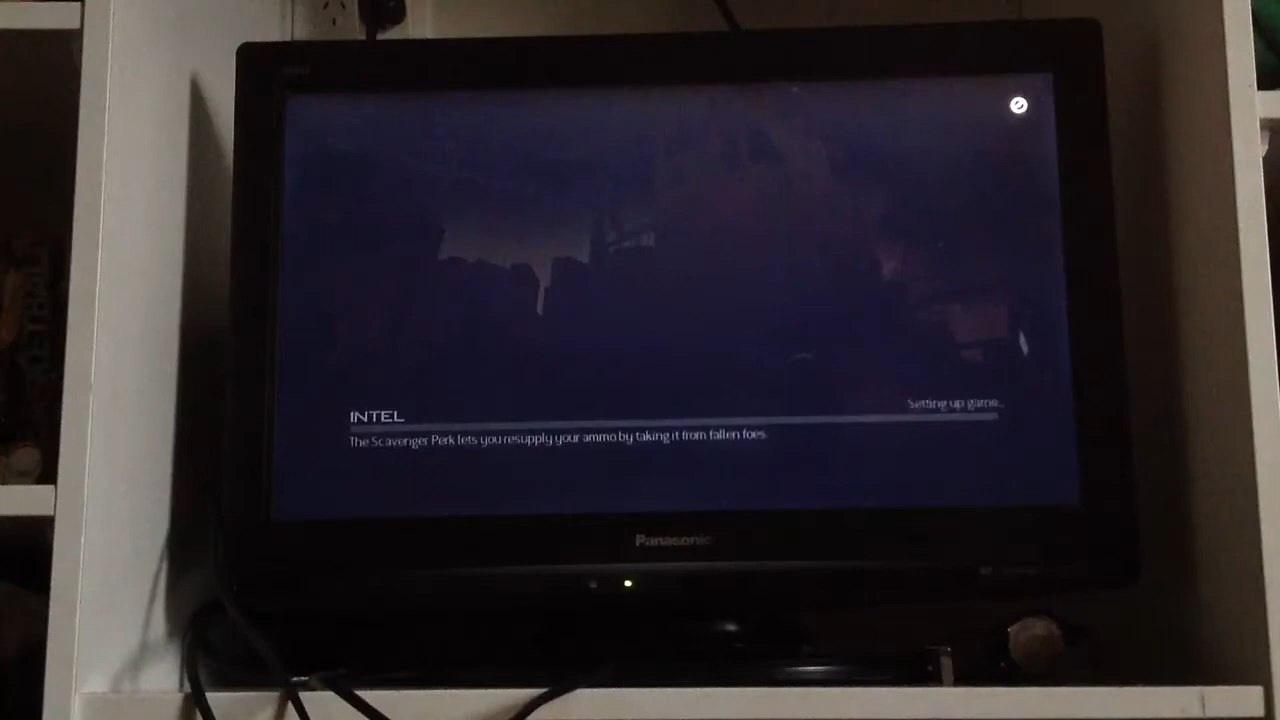 Setting up game...
INTEL
The Scavenger Perk lets you resupply your ammo by taking it from fallen foes.
Panasonic